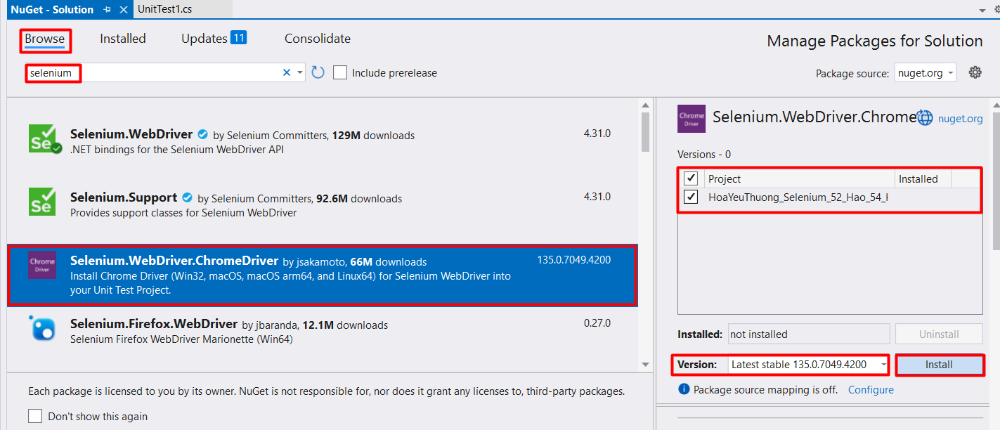 NuGet - Solution
UnitTest1.cs
Browse
Installed
Updates 11
Consolidate
Manage Packages for Solution
selenium
Include prerelease
Package source: nuget.org
Selenium.WebDriver by Selenium Committers, 129M downloads 4.31.0
.NET bindings for the Selenium WebDriver API
Selenium.Support by Selenium Committers, 92.6M downloads 4.31.0
Provides support classes for Selenium WebDriver
Chrome
Driver
Selenium.WebDriver.ChromeDriver by jsakamoto, 66M downloads 135.0.7049.4200
Install Chrome Driver (Win32, macOS, macOS arm64, and Linux64) for Selenium WebDriver into
your Unit Test Project.
Selenium.Firefox.WebDriver by jbaranda, 12.1M downloads 0.27.0
Selenium Firefox WebDriver Marionette (Win64)
Each package is licensed to you by its owner. NuGet is not responsible for, nor does it grant any licenses to, third-party packages.
Don't show this again
Chrome
Driver
Selenium.WebDriver.Chrome nuget.org
Versions - 0
Project Installed
HoaYeuThuong_Selenium_52_Hao_54_H
Installed: not installed Uninstall
Version: Latest stable 135.0.7049.4200 Install
Package source mapping is off. Configure